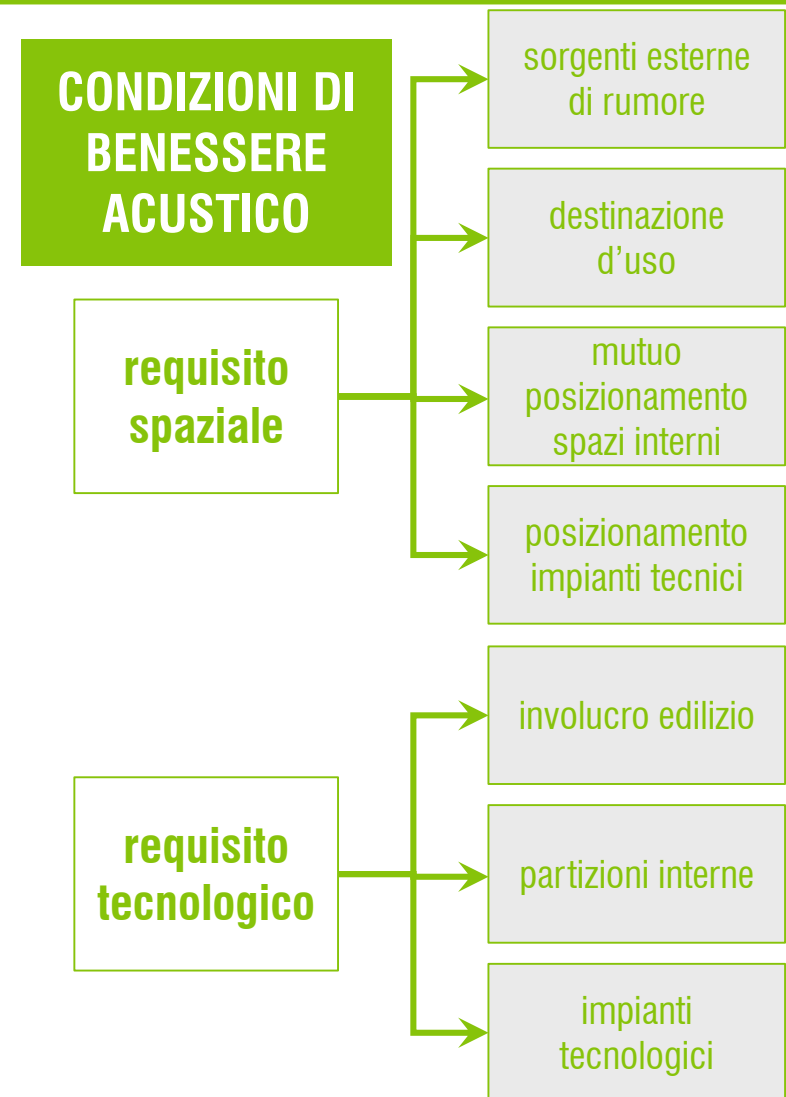 CONDIZIONI DI
BENESSERE
ACUSTICO
requisito
spaziale
sorgenti esterne
di rumore
destinazione
d’uso
mutuo
posizionamento
spazi interni
posizionamento
impianti tecnici
requisito
tecnologico
involucro edilizio
partizioni interne
impianti
tecnologici